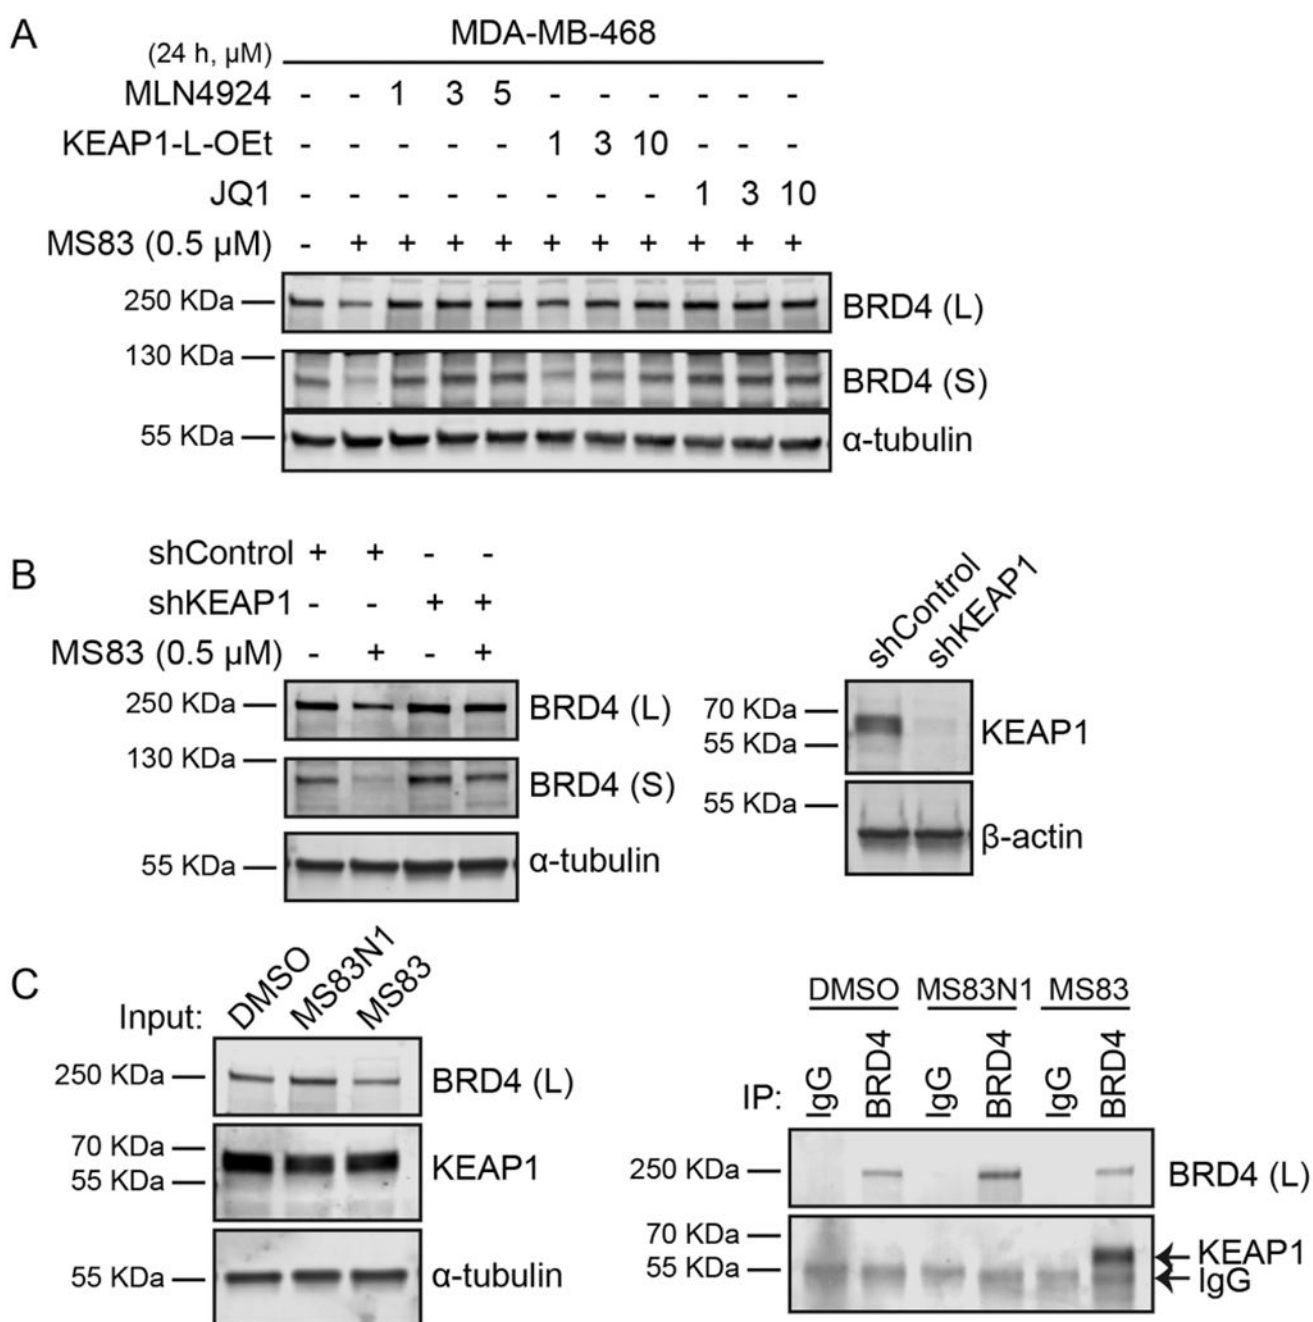 A
MDA-MB-468
(24 h, μM)
MLN4924 - - 1 3 5 - - - - - -
KEAP1-L-OEt - - - - - 1 3 10 - - -
JQ1 - - - - - - - - 1 3 10
MS83 (0.5 μM) - + + + + + + + + + +
250 KDa BRD4 (L)
130 KDa BRD4 (S)
55 KDa α-tubulin
B
shControl + + - -
shKEAP1 - - + +
MS83 (0.5 μM) - + - +
250 KDa BRD4 (L)
130 KDa BRD4 (S)
55 KDa α-tubulin
shControl shKEAP1
70 KDa
55 KDa
KEAP1
55 KDa
β-actin
C
Input: DMSO MS83N1 MS83
250 KDa BRD4 (L)
70 KDa
55 KDa
KEAP1
55 KDa α-tubulin
DMSO MS83N1 MS83
IP: IgG BRD4 IgG BRD4 IgG BRD4
250 KDa BRD4 (L)
70 KDa
55 KDa
KEAP1
IgG